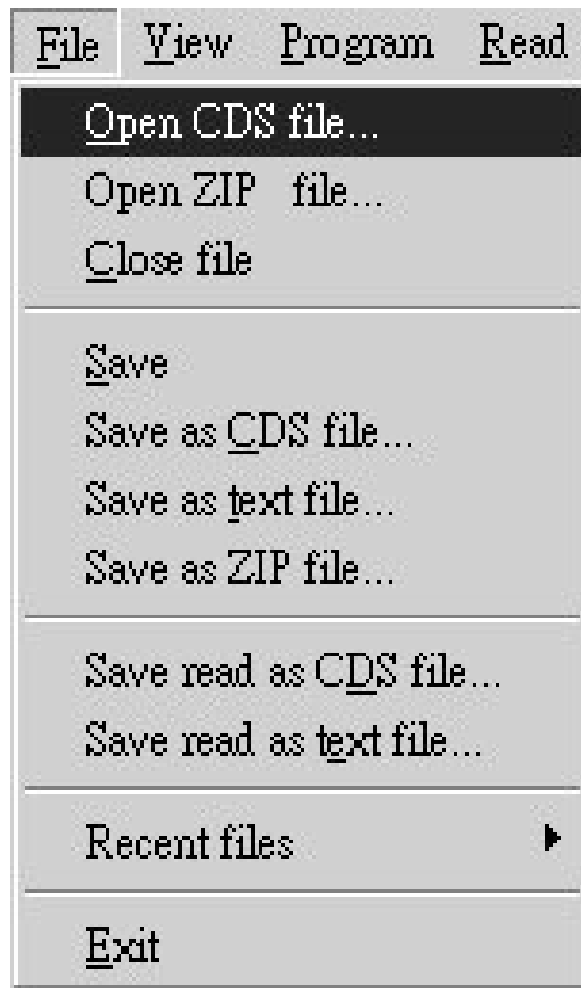 File View Program Read
Open CDS file...
Open ZIP file...
Close file
Save
Save as CDS file...
Save as text file...
Save as ZIP file...
Save read as CDS file...
Save read as text file...
Recent files
Exit